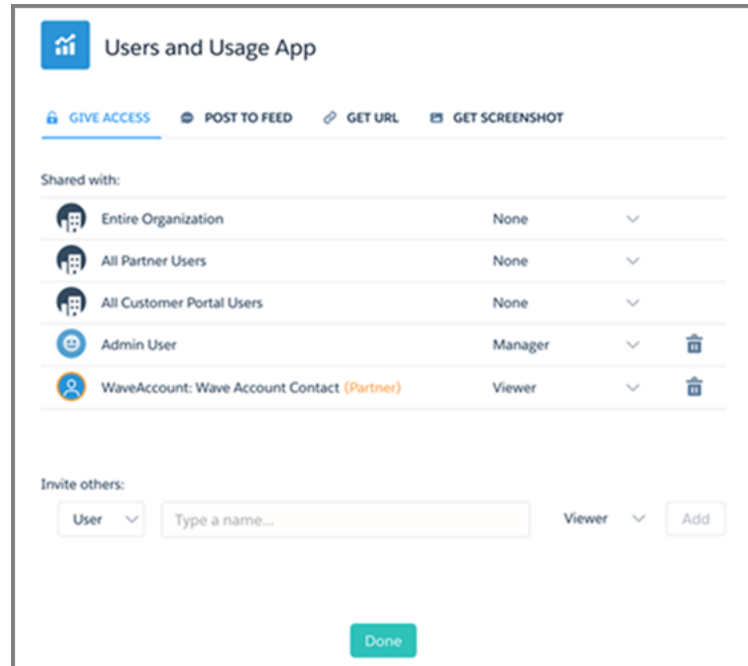 Users and Usage App
GIVE ACCESS POST TO FEED GET URL GET SCREENSHOT
Shared with:
Entire Organization None
All Partner Users None
All Customer Portal Users None
Admin User Manager
WaveAccount: Wave Account Contact (Partner) Viewer
Invite others:
User Type a name... Viewer Add
Done